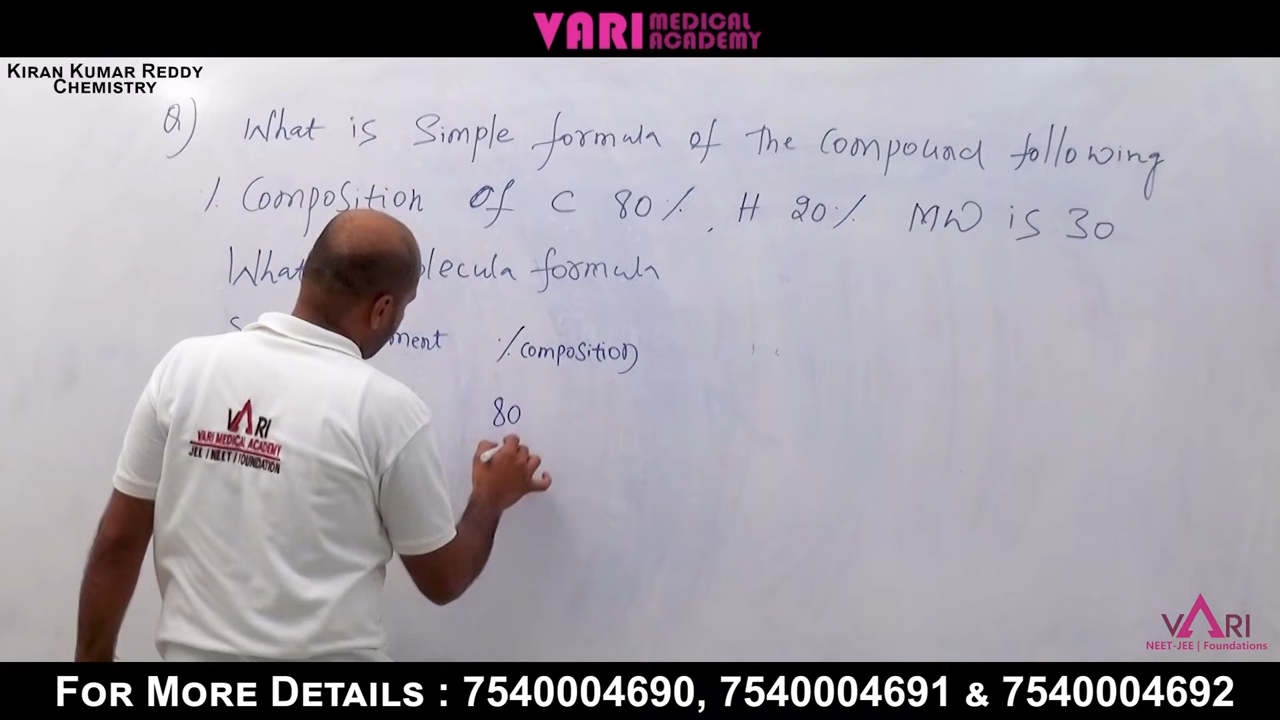 VARI MEDICAL ACADEMY
KIRAN KUMAR REDDY
CHEMISTRY
Q) What is Simple formula of The Compound following
% Composition of C 80%, H 20% MW is 30
What molecula formula
% Composition
80
VARI
VARI MEDICAL ACADEMY
JEE / NEET / FOUNDATION
VARI
NEET-JEE | Foundations
FOR MORE DETAILS : 7540004690, 7540004691 & 7540004692